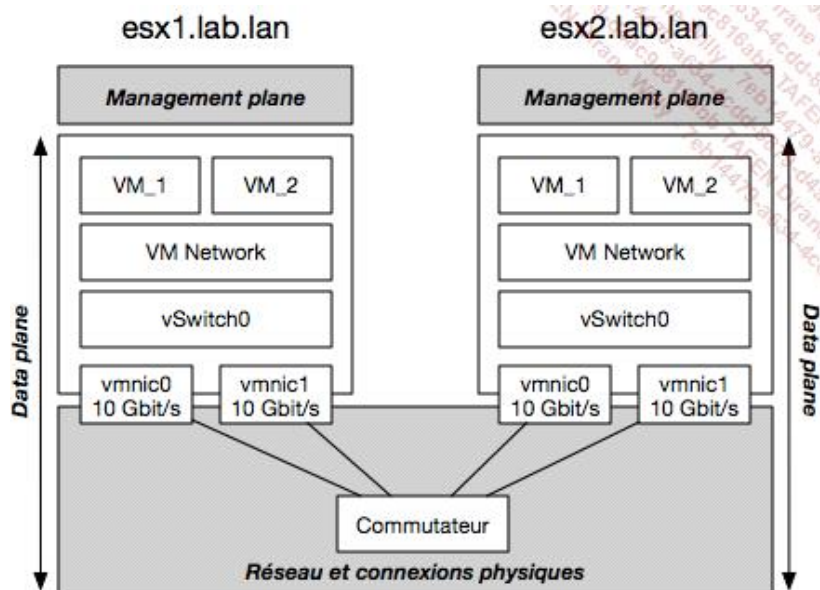 esx1.lab.lan
esx2.lab.lan
Management plane
Management plane
VM_1
VM_2
VM Network
vSwitch0
vmnic0
10 Gbit/s
vmnic1
10 Gbit/s
Data plane
VM_1
VM_2
VM Network
vSwitch0
vmnic0
10 Gbit/s
vmnic1
10 Gbit/s
Data plane
Commutateur
Réseau et connexions physiques